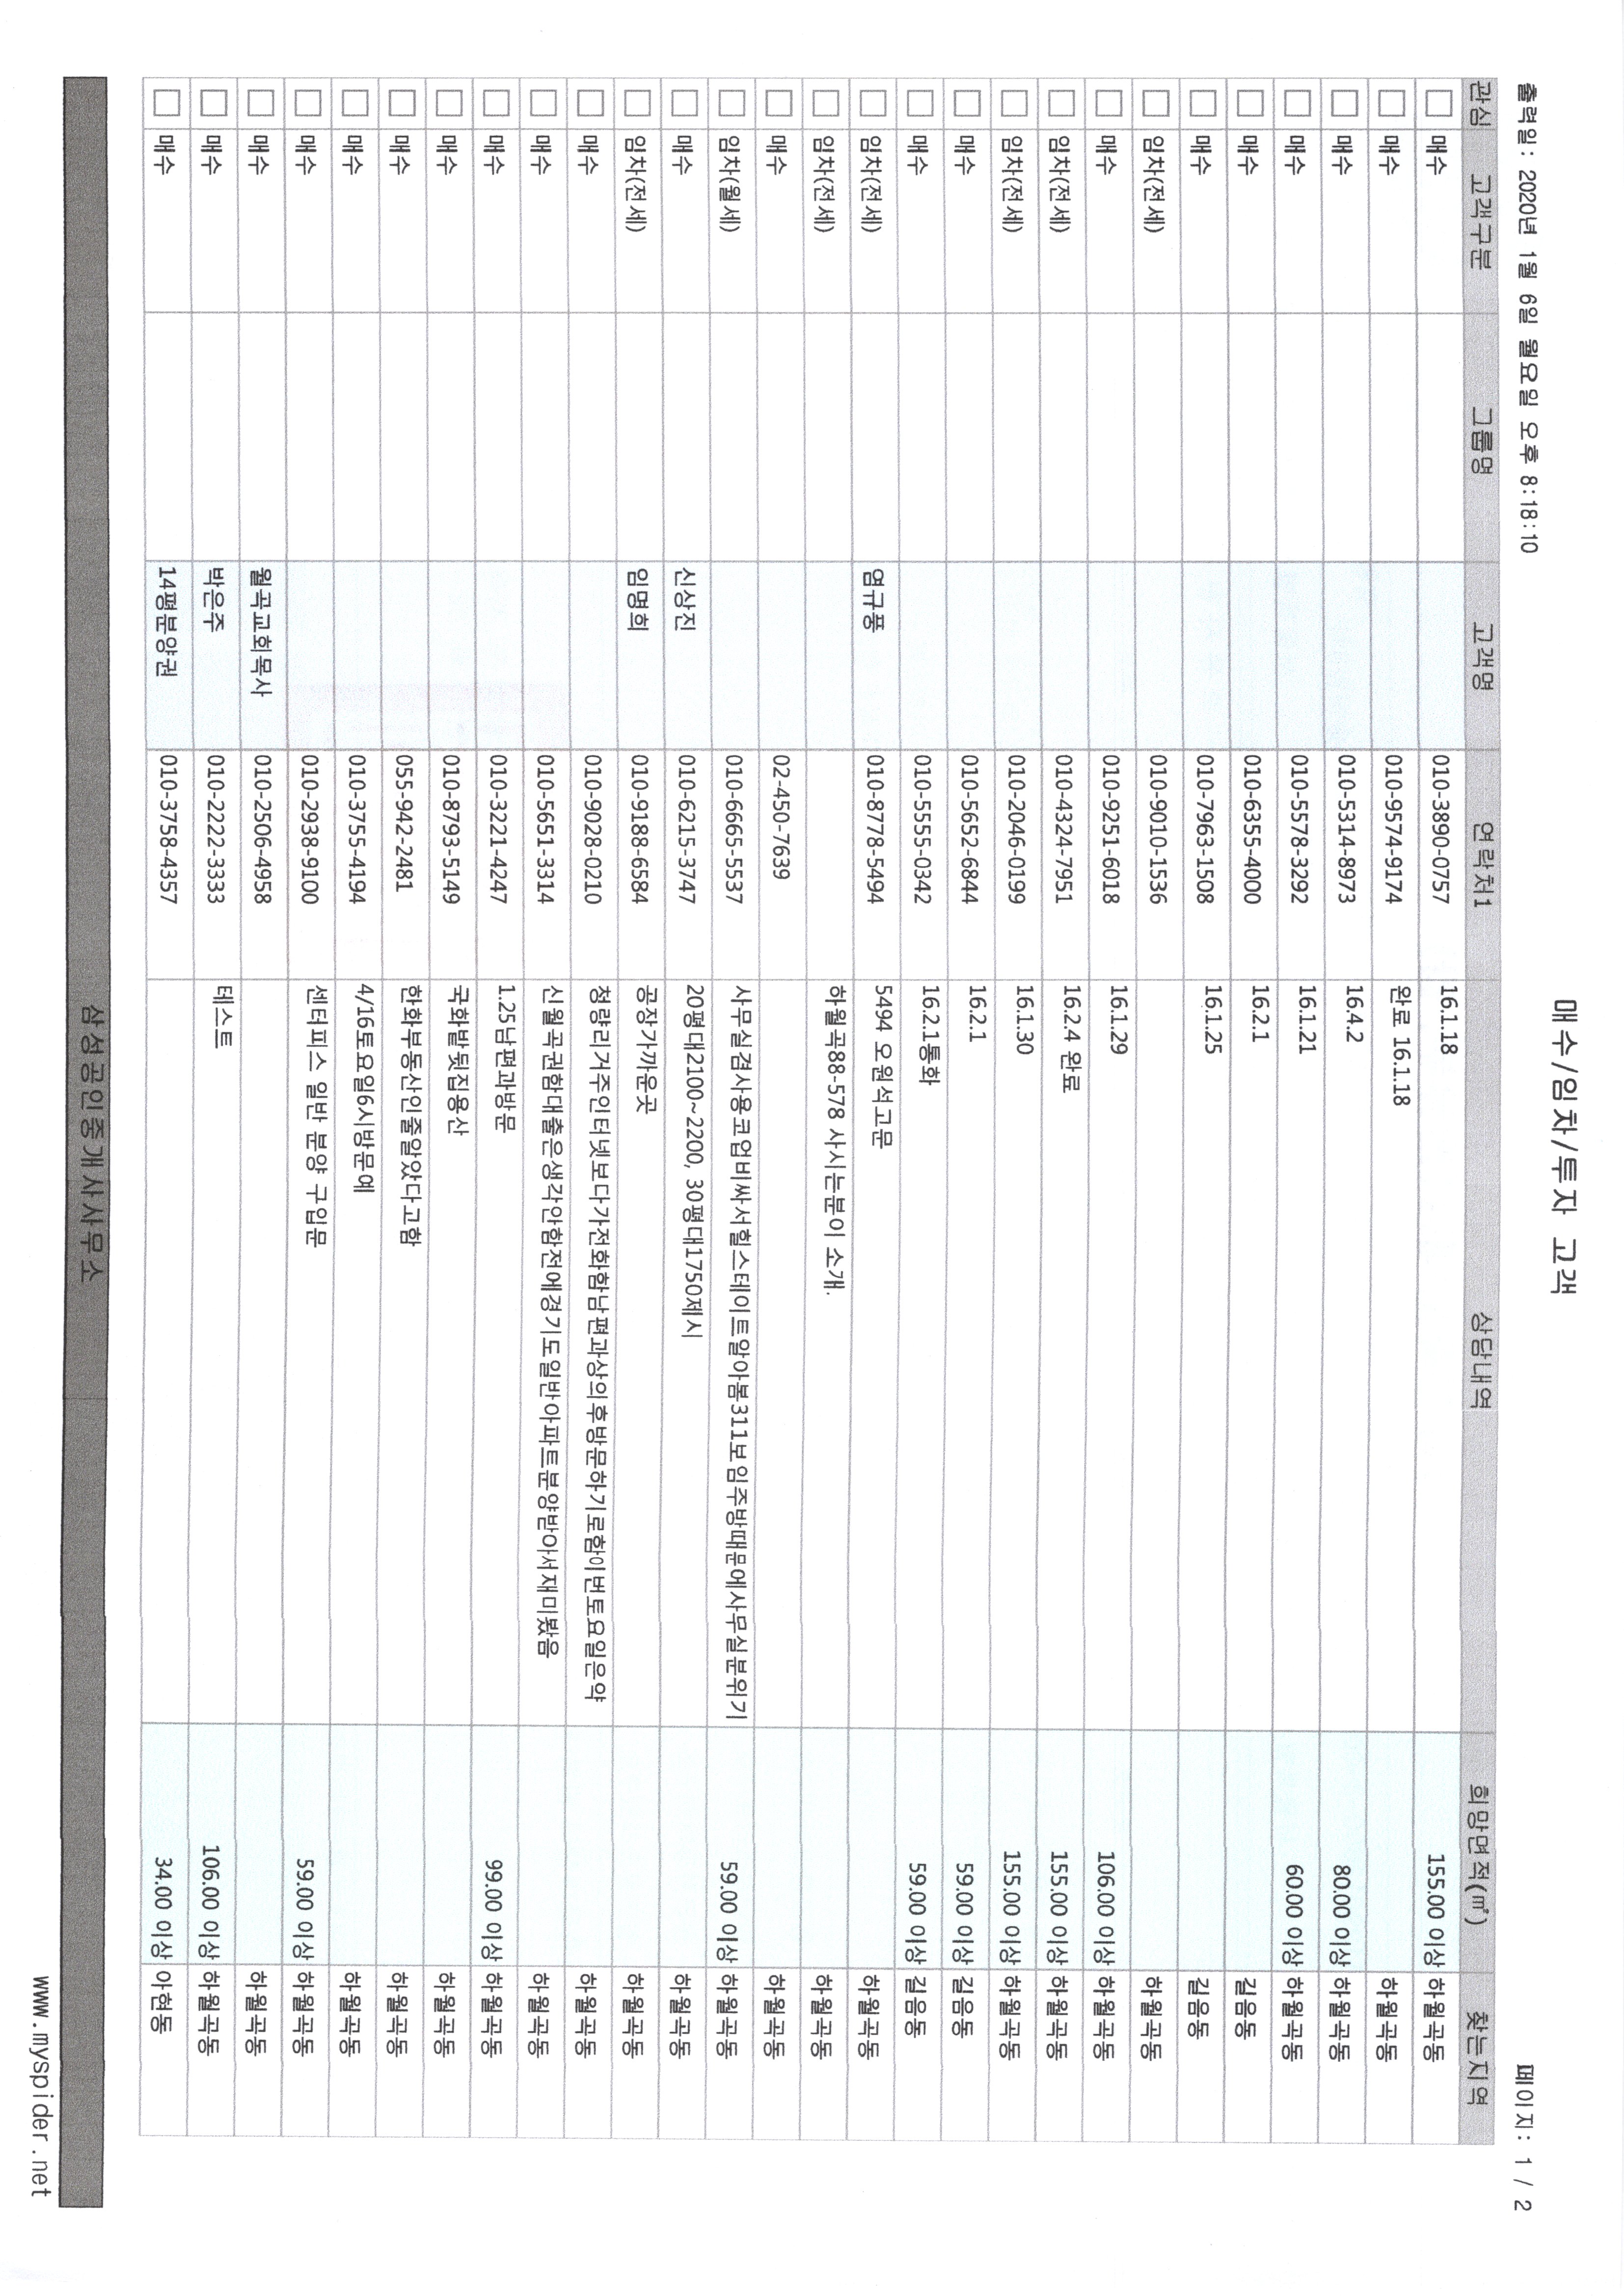 매수/임차/투자 고객
출력일: 2020년 1월 6일 월요일 오후 8:18:10 페이지: 1 / 2
관심 고객구분 그룹명 고객명 연락처1 상담내역 희망면적(㎡) 찾는지역
매수 010-3890-0757 16.1.18 155.00 이상 하월곡동
매수 010-9574-9174 완료 16.1.18 하월곡동
매수 010-5314-8973 16.4.2 80.00 이상 하월곡동
매수 010-5578-3292 16.1.21 60.00 이상 하월곡동
매수 010-6355-4000 16.2.1 길음동
매수 010-7963-1508 16.1.25 길음동
임차(전세) 010-9010-1536 하월곡동
매수 010-9251-6018 16.1.29 106.00 이상 하월곡동
임차(전세) 010-4324-7951 16.2.4 완료 155.00 이상 하월곡동
임차(전세) 010-2046-0199 16.1.30 155.00 이상 하월곡동
매수 010-5652-6844 16.2.1 59.00 이상 길음동
매수 010-5555-0342 16.2.1통화 59.00 이상 길음동
임차(전세) 염규풍 010-8778-5494 5494 오원석고문 하월곡동
임차(전세) 하월곡88-578 사시는분이 소개. 하월곡동
매수 02-450-7639 하월곡동
임차(월세) 010-6665-5537 사무실겸사용코업비싸서힐스테이트알아봄311보임주방때문에사무실분위기 59.00 이상 하월곡동
매수 신상진 010-6215-3747 20평대2100~2200, 30평대1750제시 하월곡동
임차(전세) 임명희 010-9188-6584 공장가까운곳 하월곡동
매수 010-9028-0210 청량리거주인터넷보다가전화함남편과상의후방문하기로함이번토요일은약 하월곡동
매수 010-5651-3314 신월곡권함대출은생각안함전에경기도일반아파트분양받아서재미봤음 하월곡동
매수 010-3221-4247 1.25남편과방문 99.00 이상 하월곡동
매수 010-8793-5149 국화밭뒷집용산 하월곡동
매수 055-942-2481 한화부동산인줄알았다고함 하월곡동
매수 010-3755-4194 4/16토요일6시방문예 하월곡동
매수 010-2938-9100 센터피스 일반 분양 구입문 59.00 이상 하월곡동
매수 월곡교회목사 010-2506-4958 하월곡동
매수 박은주 010-2222-3333 테스트 106.00 이상 하월곡동
매수 14평분양권 010-3758-4357 34.00 이상 아현동
삼성공인중개사사무소
www.myspider.net